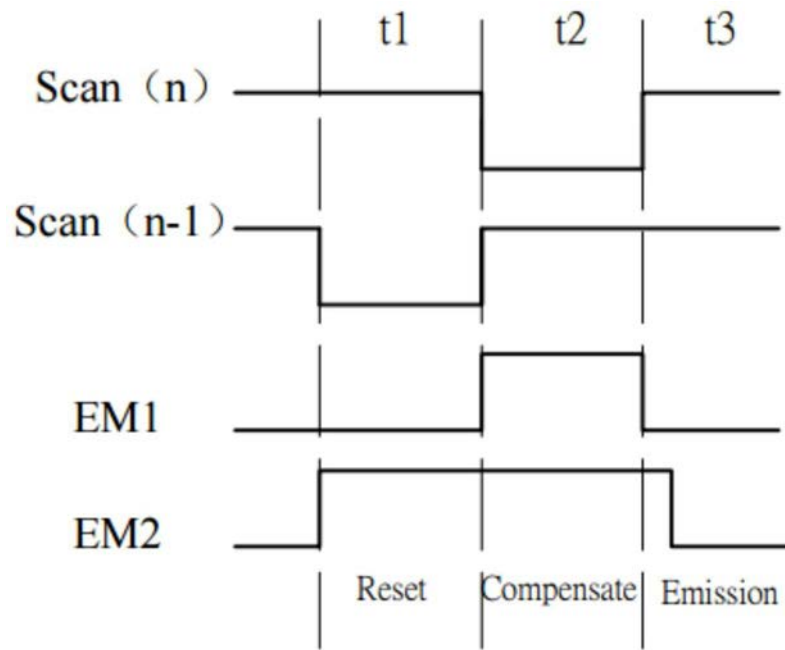 t1 t2 t3
Scan（n）
Scan（n-1）
EM1
EM2
Reset Compensate Emission